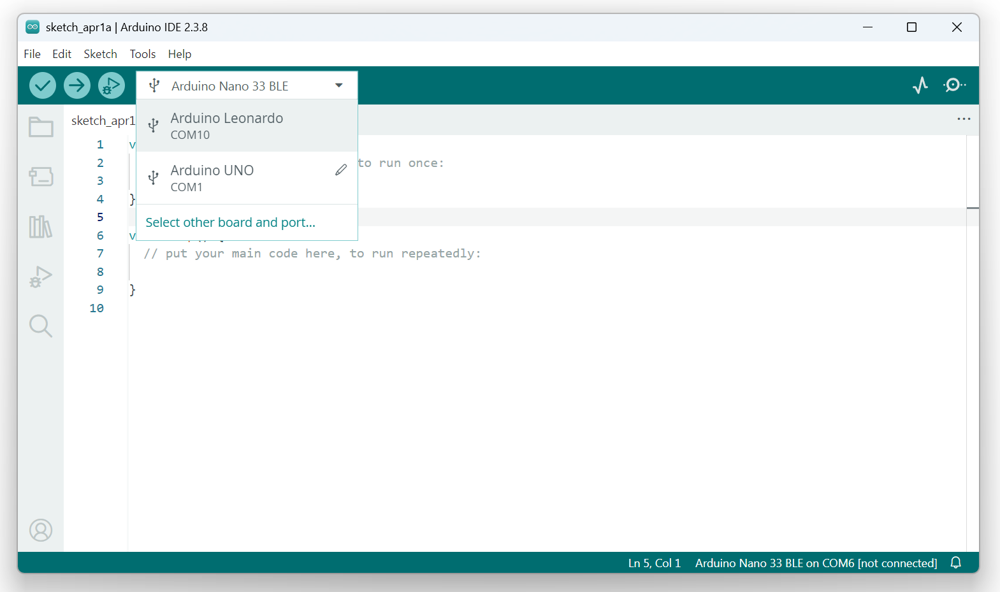 sketch_apr1a | Arduino IDE 2.3.8
File Edit Sketch Tools Help
Arduino Nano 33 BLE
Arduino Leonardo
COM10
Arduino UNO
COM1
Select other board and port...
sketch_apr1
1 v
2 to run once:
3
4 }
5
6 v
7 // put your main code here, to run repeatedly:
8
9 }
10
Ln 5, Col 1 Arduino Nano 33 BLE on COM6 [not connected]